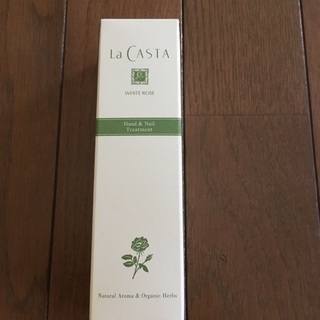 La CASTA
WHITE ROSE
Hand & Nail
Treatment
Natural Aroma & Organic Herbs